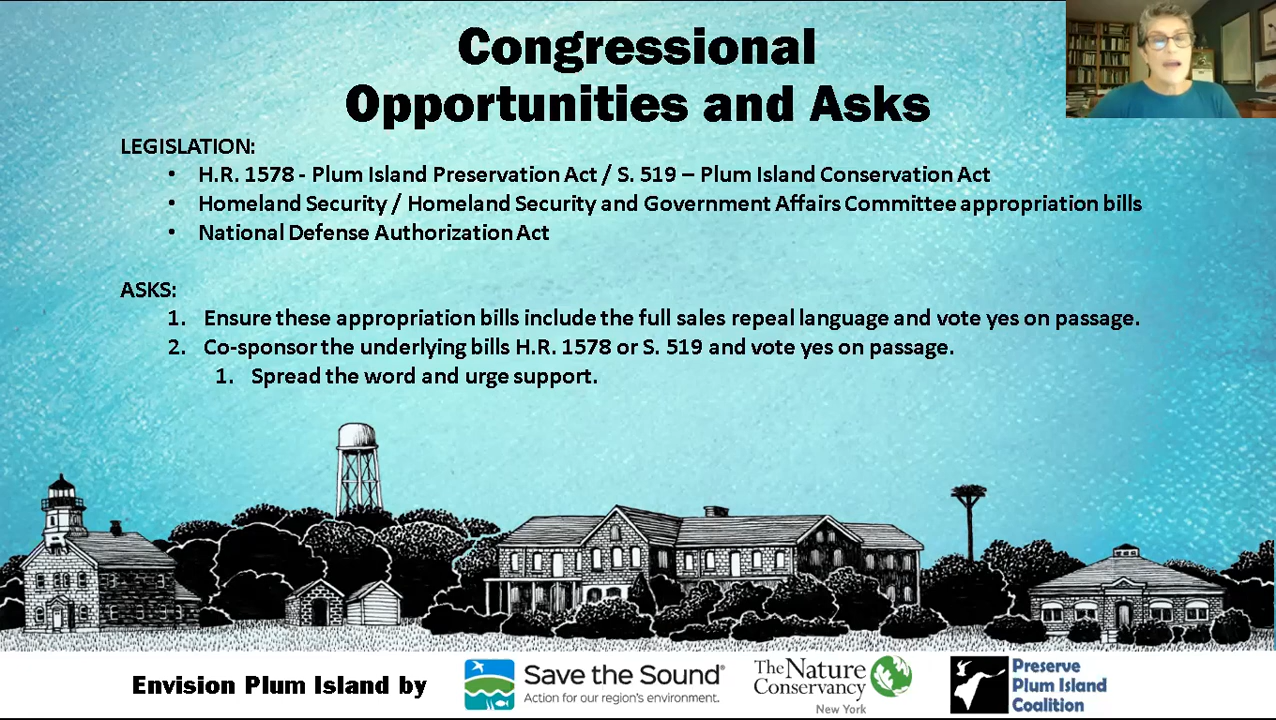 Congressional
Opportunities and Asks
LEGISLATION:
• H.R. 1578 - Plum Island Preservation Act / S. 519 – Plum Island Conservation Act
• Homeland Security / Homeland Security and Government Affairs Committee appropriation bills
• National Defense Authorization Act
ASKS:
1. Ensure these appropriation bills include the full sales repeal language and vote yes on passage.
2. Co-sponsor the underlying bills H.R. 1578 or S. 519 and vote yes on passage.
1. Spread the word and urge support.
Envision Plum Island by
Save the Sound®
Action for our region's environment.
The Nature
Conservancy
New York
Preserve
Plum Island
Coalition